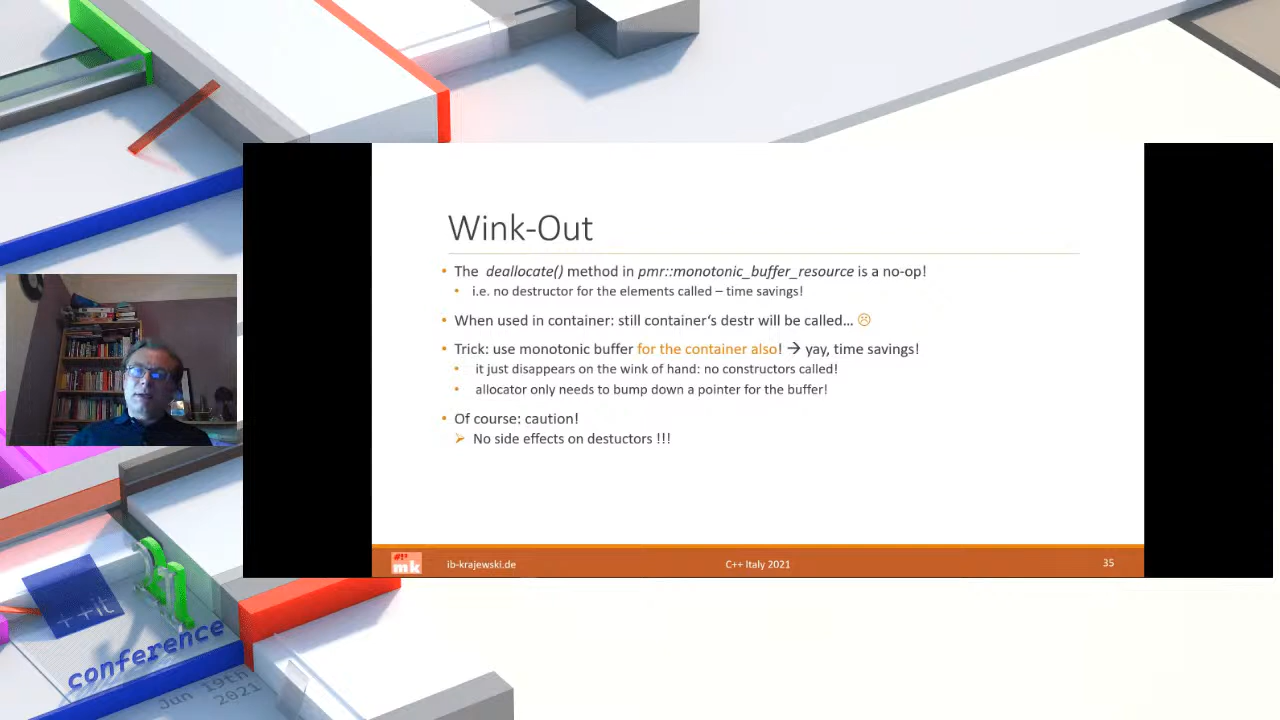 Wink-Out
• The deallocate() method in pmr::monotonic_buffer_resource is a no-op!
• i.e. no destructor for the elements called – time savings!
• When used in container: still container's destr will be called… ☹
• Trick: use monotonic buffer for the container also! → yay, time savings!
• it just disappears on the wink of hand: no constructors called!
• allocator only needs to bump down a pointer for the buffer!
• Of course: caution!
➢ No side effects on destuctors !!!
#!!
mk
ib-krajewski.de
C++ Italy 2021
35
++it
conference
Jun 19th
2021